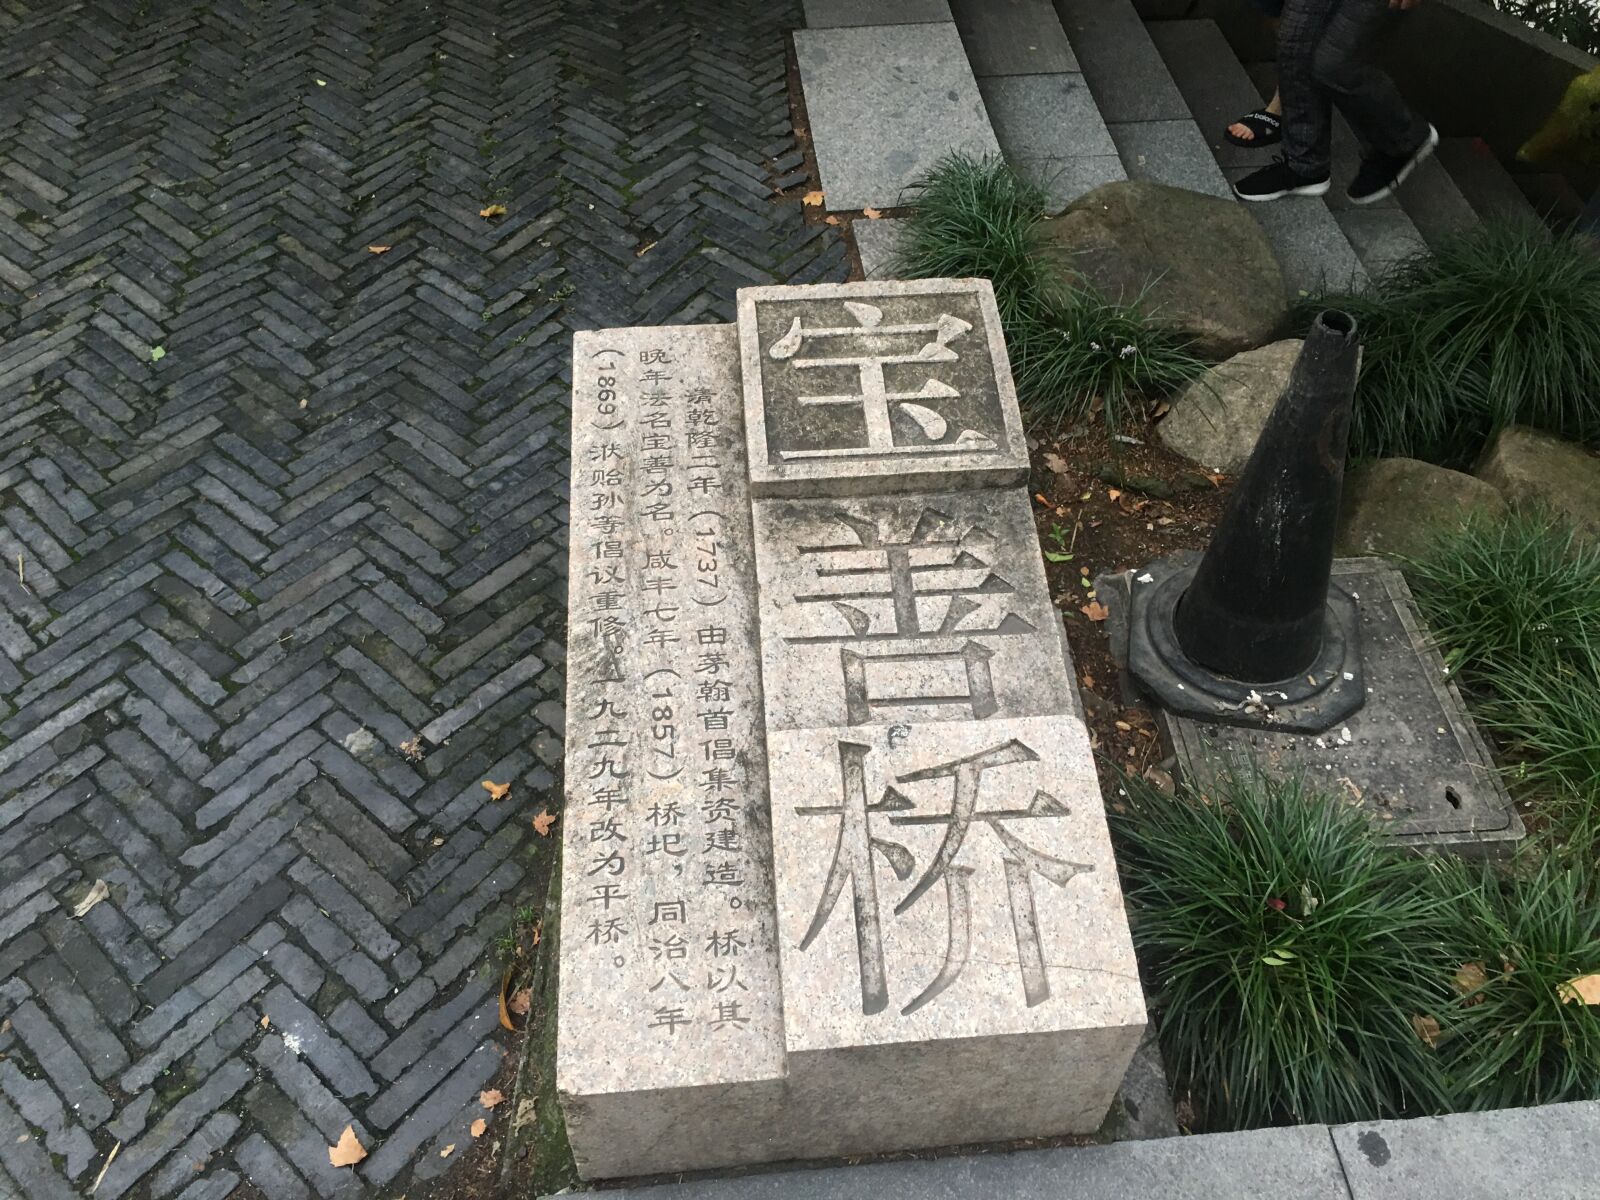 宝善桥
清乾隆二年（1737）由茅翰首倡集资建造。桥以其
晚年法名宝善为名。咸丰七年（1857）桥圮，同治八年
（1869）濮贻孙等倡议重修。一九二九年改为平桥。
balance